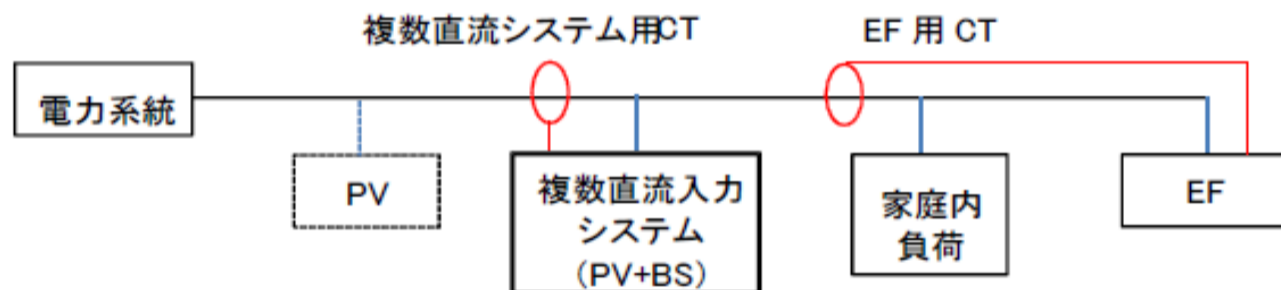 複数直流システム用CT
EF 用 CT
電力系統
PV
複数直流入力
システム
(PV+BS)
家庭内
負荷
EF